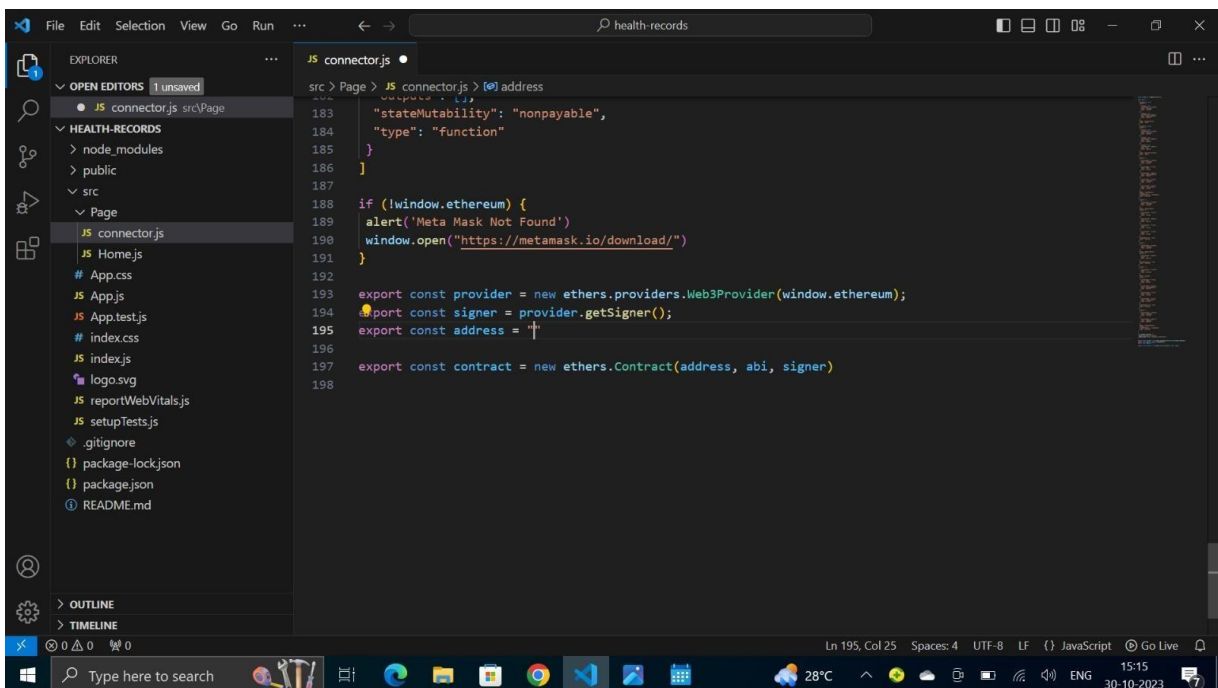 File Edit Selection View Go Run ··· health-records
EXPLORER ···
OPEN EDITORS 1 unsaved
JS connector.js src\Page
HEALTH-RECORDS
node_modules
public
src
Page
JS connector.js
JS Home.js
# App.css
JS App.js
JS App.test.js
# index.css
JS index.js
logo.svg
JS reportWebVitals.js
JS setupTests.js
.gitignore
{} package-lock.json
{} package.json
README.md
OUTLINE
TIMELINE
JS connector.js
src > Page > JS connector.js > address
183 "stateMutability": "nonpayable",
184 "type": "function"
185 }
186 ]
187
188 if (!window.ethereum) {
189 alert('Meta Mask Not Found')
190 window.open("https://metamask.io/download/")
191 }
192
193 export const provider = new ethers.providers.Web3Provider(window.ethereum);
194 export const signer = provider.getSigner();
195 export const address = ""
196
197 export const contract = new ethers.Contract(address, abi, signer)
198
0 0 0 Ln 195, Col 25 Spaces: 4 UTF-8 LF {} JavaScript Go Live
Type here to search 28°C ENG 15:15
30-10-2023 7